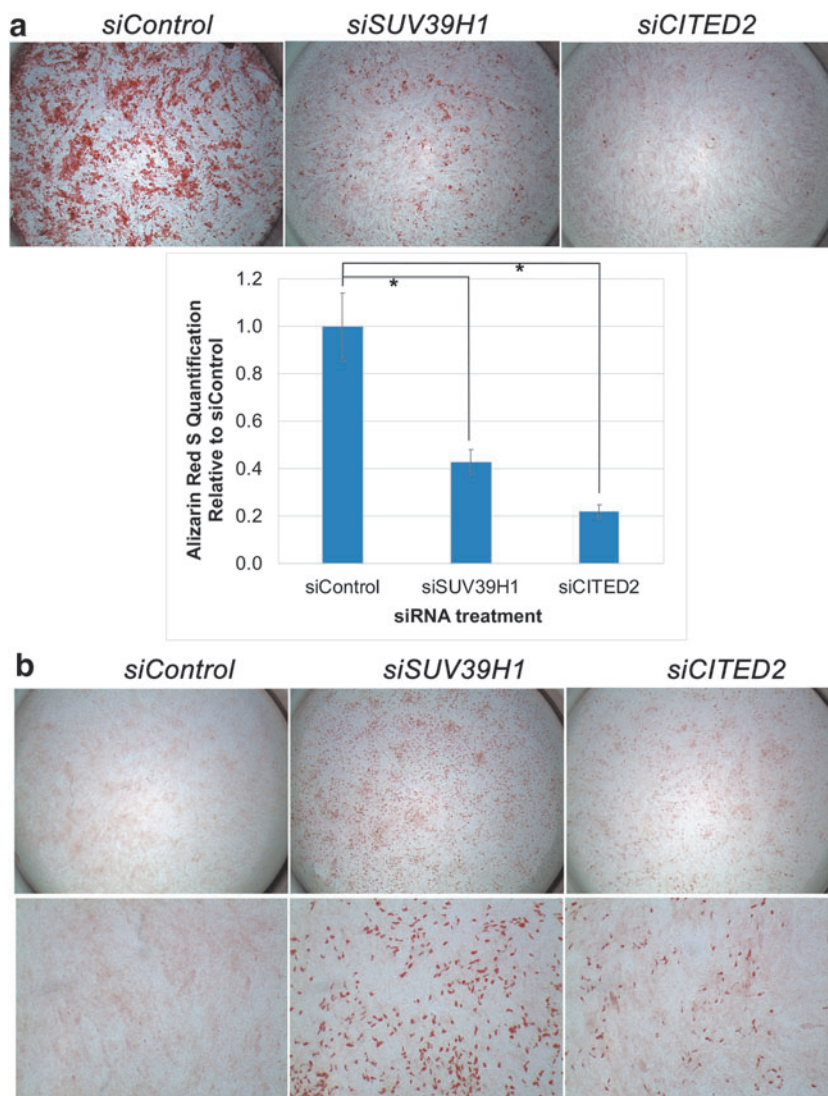 a
siControl siSUV39H1 siCITED2
* *
1.2
1.0
0.8
0.6
0.4
0.2
0.0
Alizarin Red S Quantification
Relative to siControl
siControl siSUV39H1 siCITED2
siRNA treatment
b
siControl siSUV39H1 siCITED2